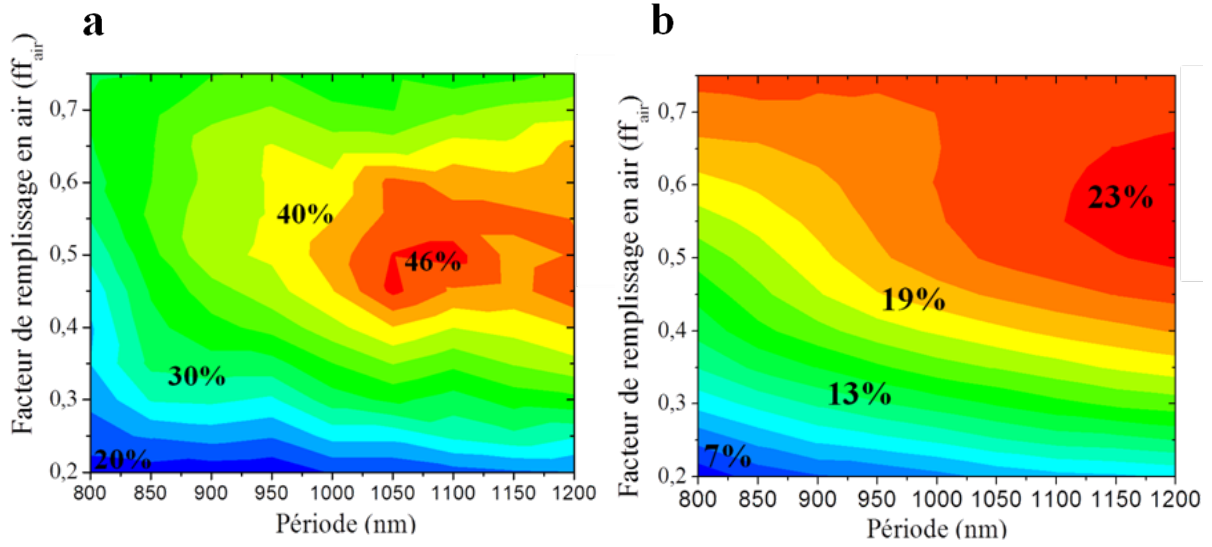 a
Facteur de remplissage en air (ff_air)
0,7
0,6
0,5
0,4
0,3
0,2
40%
46%
30%
20%
800 850 900 950 1000 1050 1100 1150 1200
Période (nm)
b
Facteur de remplissage en air (ff_air)
0,7
0,6
0,5
0,4
0,3
0,2
23%
19%
13%
7%
800 850 900 950 1000 1050 1100 1150 1200
Période (nm)